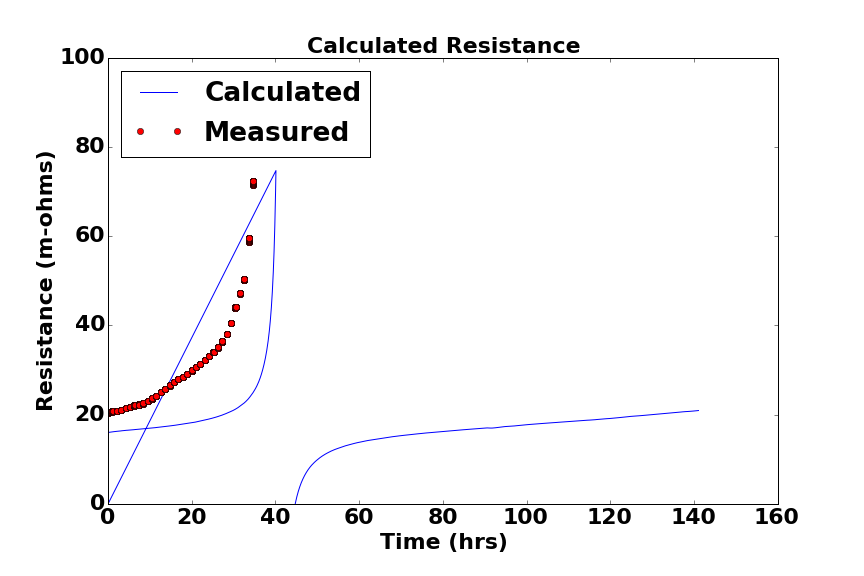 Calculated Resistance
100
80
60
40
20
0
Resistance (m-ohms)
Calculated
Measured
0 20 40 60 80 100 120 140 160
Time (hrs)